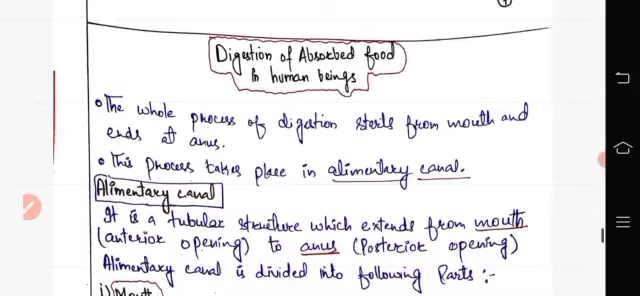 Digestion of Absorbed food
in human beings
• The whole process of digestion starts from mouth and
ends at anus.
• This process takes place in alimentary canal.
Alimentary canal
It is a tubular structure which extends from mouth
(anterior opening) to anus (posterior opening)
Alimentary canal is divided into following Parts :-
i) Mouth